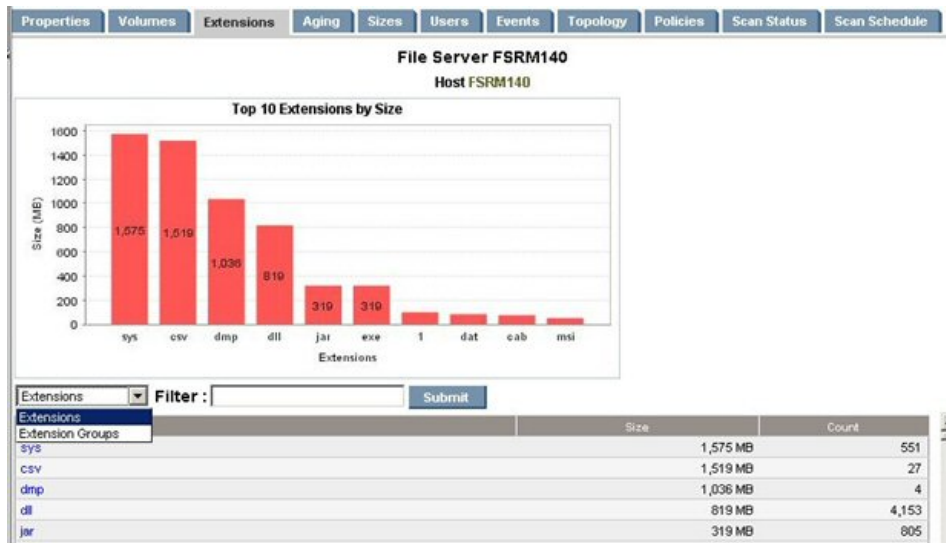 Properties Volumes Extensions Aging Sizes Users Events Topology Policies Scan Status Scan Schedule
File Server FSRM140
Host FSRM140
Top 10 Extensions by Size
1600
1400
1200
1000
800
600
400
200
0
Size (MB)
1,575 1,519 1,036 819 319 319
sys csv dmp dll jar exe 1 dat cab msi
Extensions
Extensions Filter : Submit
Extensions
Extension Groups
Size Count
sys 1,575 MB 551
csv 1,519 MB 27
dmp 1,036 MB 4
dll 819 MB 4,153
jar 319 MB 805